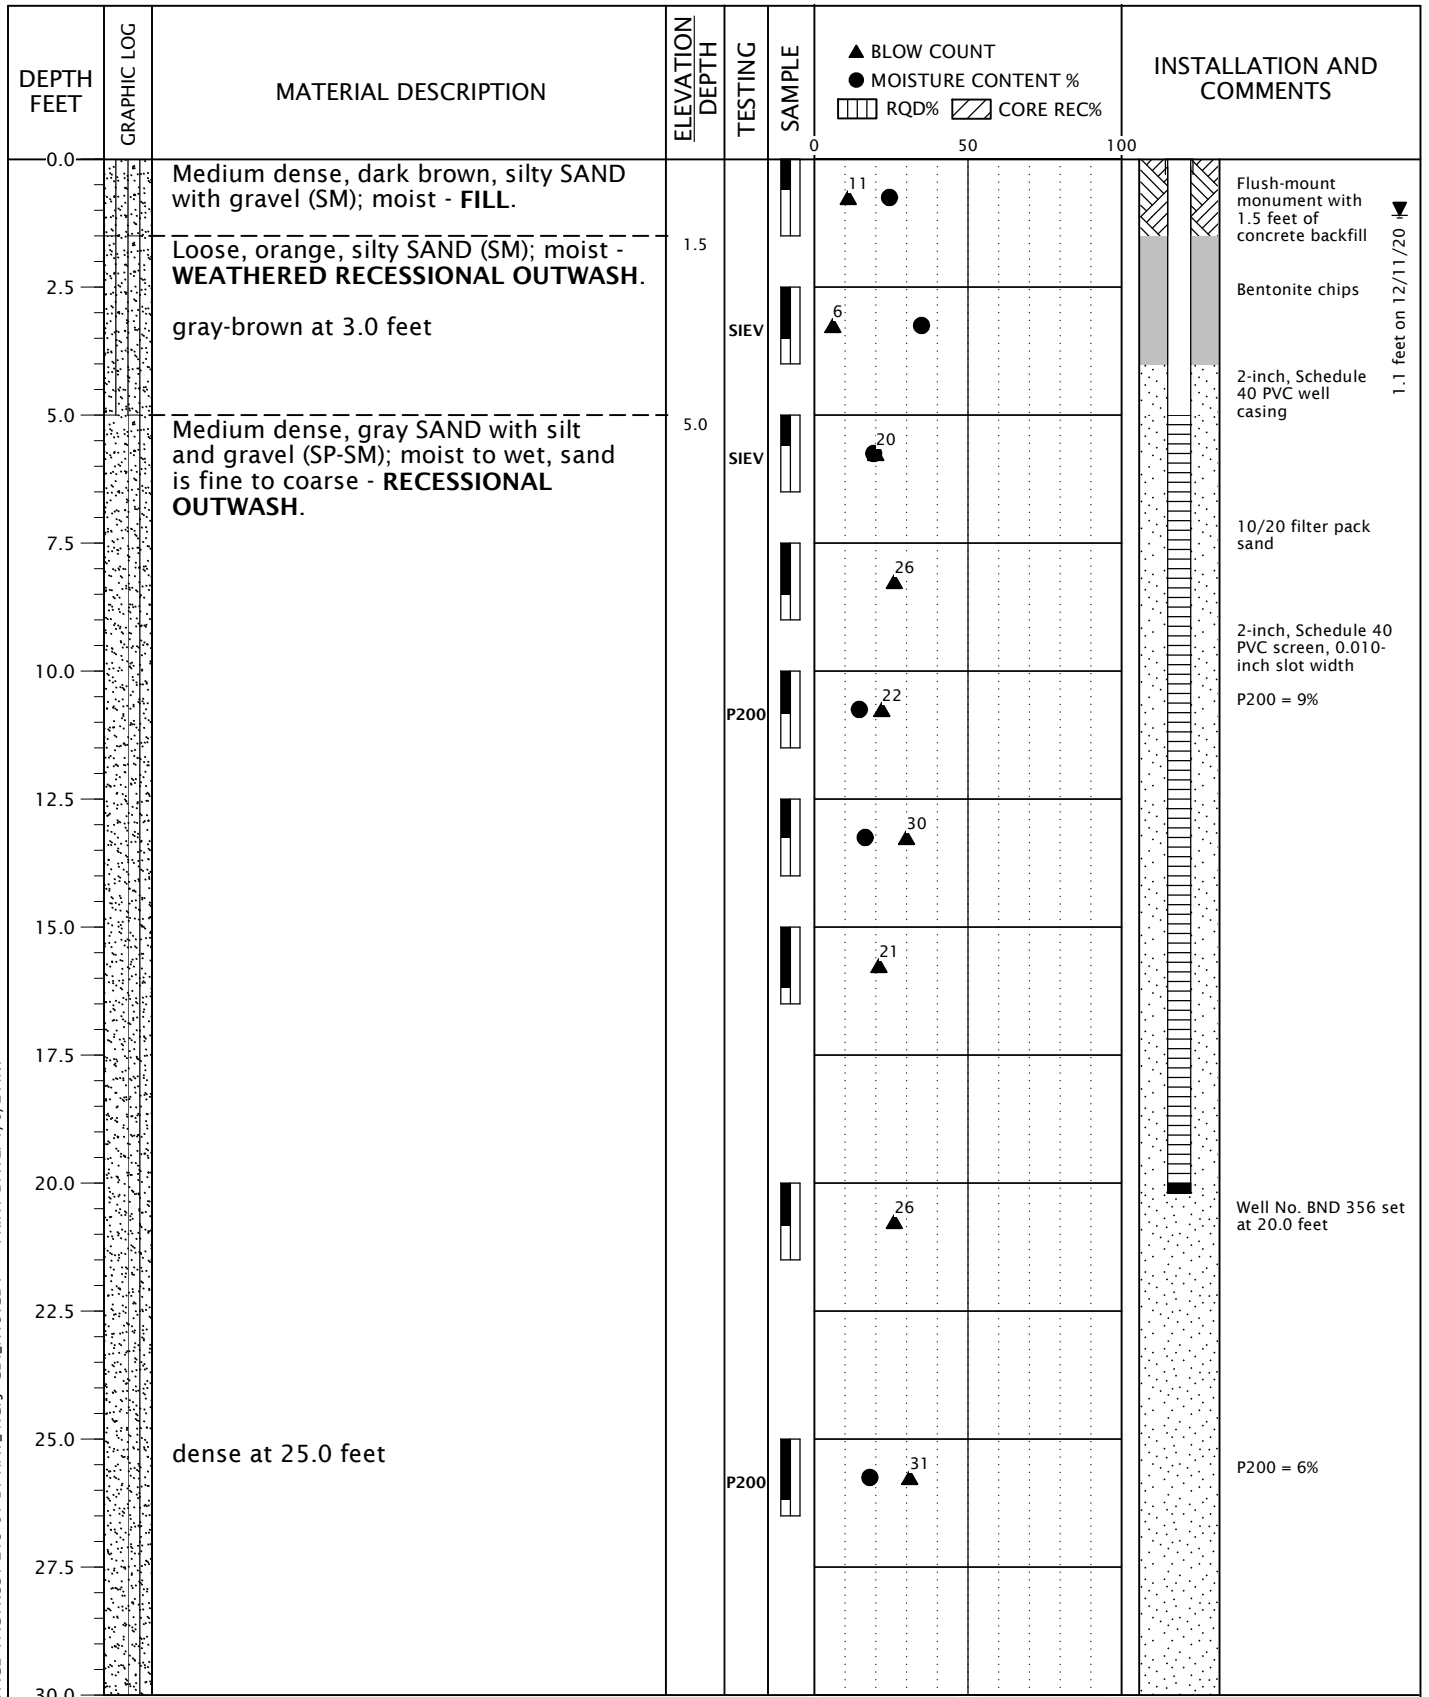 DEPTH
FEET
GRAPHIC LOG
MATERIAL DESCRIPTION
ELEVATION
DEPTH
TESTING
SAMPLE
▲ BLOW COUNT
● MOISTURE CONTENT %
RQD% CORE REC%
0 50 100
INSTALLATION AND
COMMENTS
0.0
Medium dense, dark brown, silty SAND
with gravel (SM); moist - FILL.
11
Flush-mount
monument with
1.5 feet of
concrete backfill
1.1 feet on 12/11/20
1.5
Loose, orange, silty SAND (SM); moist -
WEATHERED RECESSIONAL OUTWASH.
2.5
Bentonite chips
gray-brown at 3.0 feet
SIEV
6
2-inch, Schedule
40 PVC well
casing
5.0
5.0
Medium dense, gray SAND with silt
and gravel (SP-SM); moist to wet, sand
is fine to coarse - RECESSIONAL
OUTWASH.
SIEV
20
10/20 filter pack
sand
7.5
26
2-inch, Schedule 40
PVC screen, 0.010-
inch slot width
10.0
P200
22
P200 = 9%
12.5
30
15.0
21
17.5
20.0
26
Well No. BND 356 set
at 20.0 feet
22.5
25.0
dense at 25.0 feet
P200
31
P200 = 6%
27.5
30.0